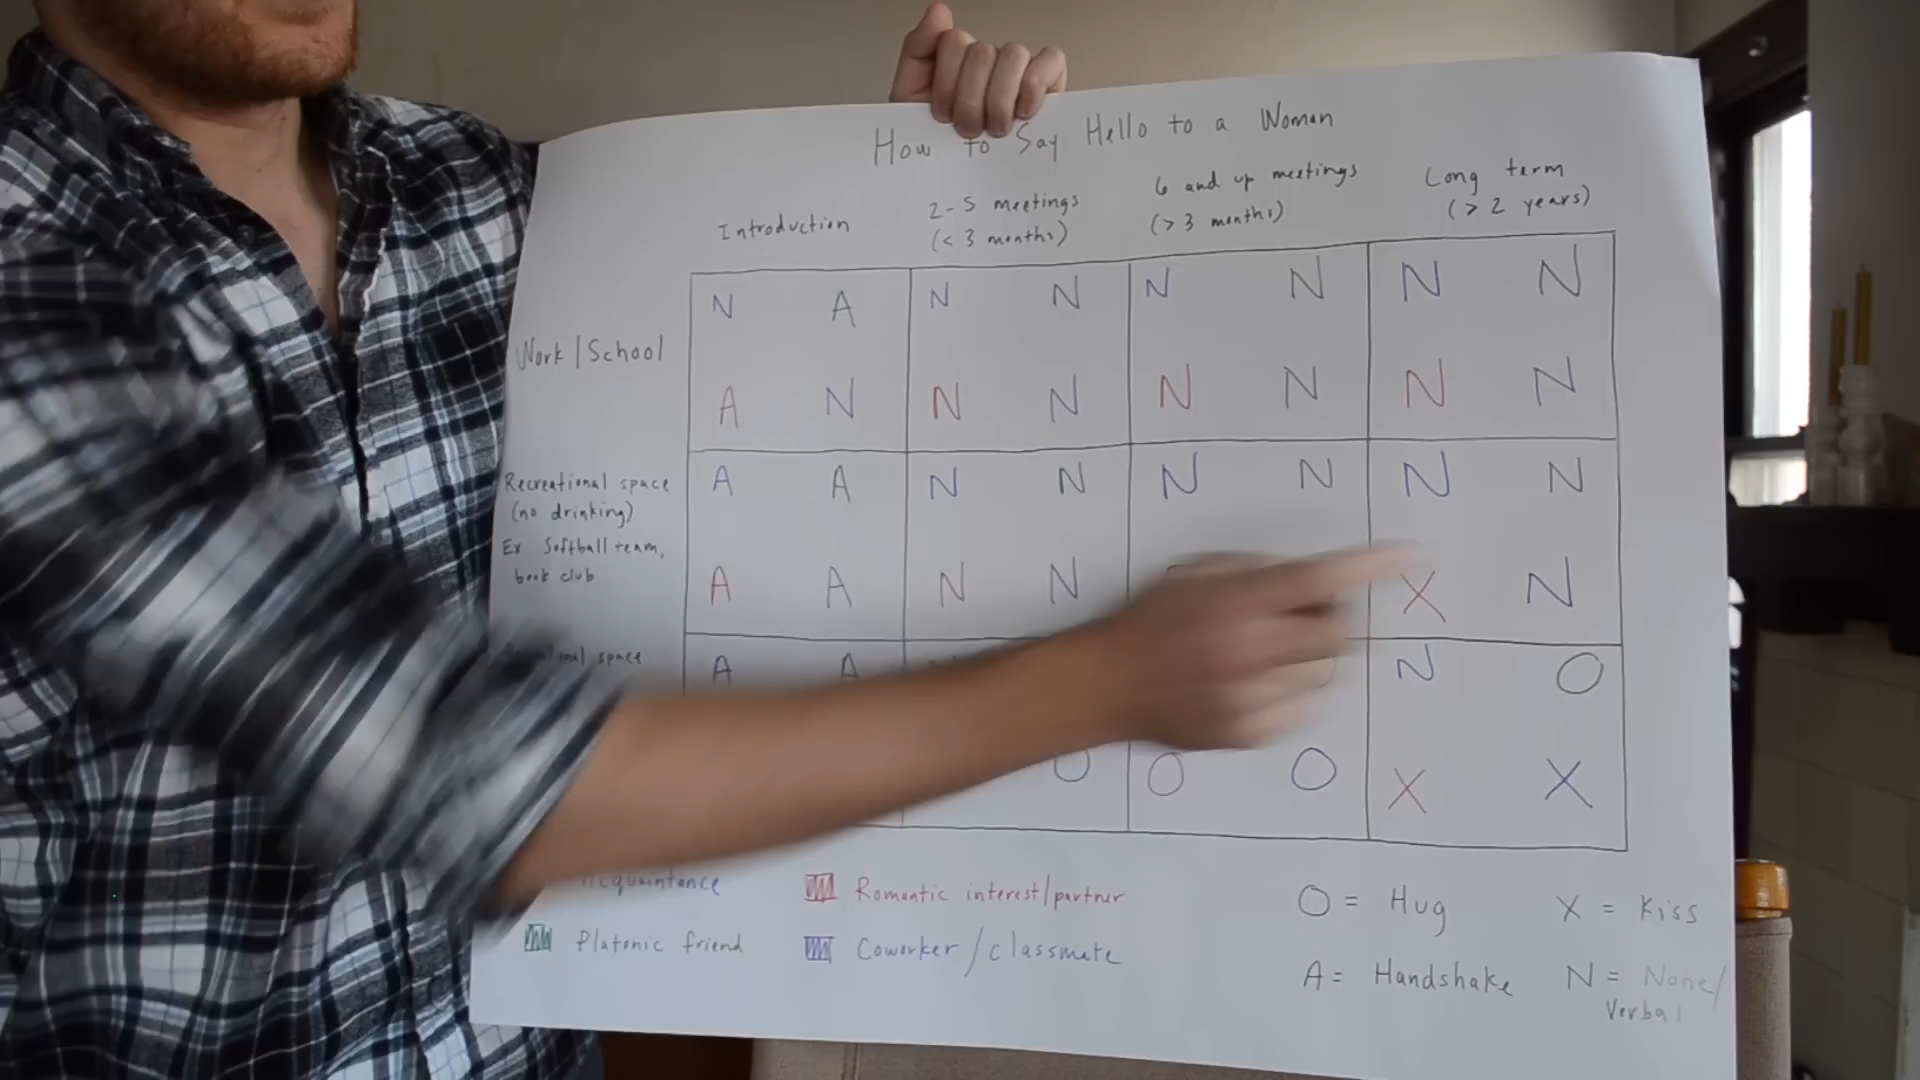 How to Say Hello to a Woman
Introduction
2-5 meetings
(< 3 months)
6 and up meetings
(> 3 months)
Long term
(> 2 years)
Work/School
N A N N N N N N
A N N N N N N N
Recreational space
(no drinking)
Ex Softball team,
book club
A A N N N N N N
A A N N X N
space
A A N O
O O O X X
Acquaintance
Platonic friend
Romantic interest/partner
Coworker/classmate
O = Hug
X = Kiss
A = Handshake
N = None/
Verbal